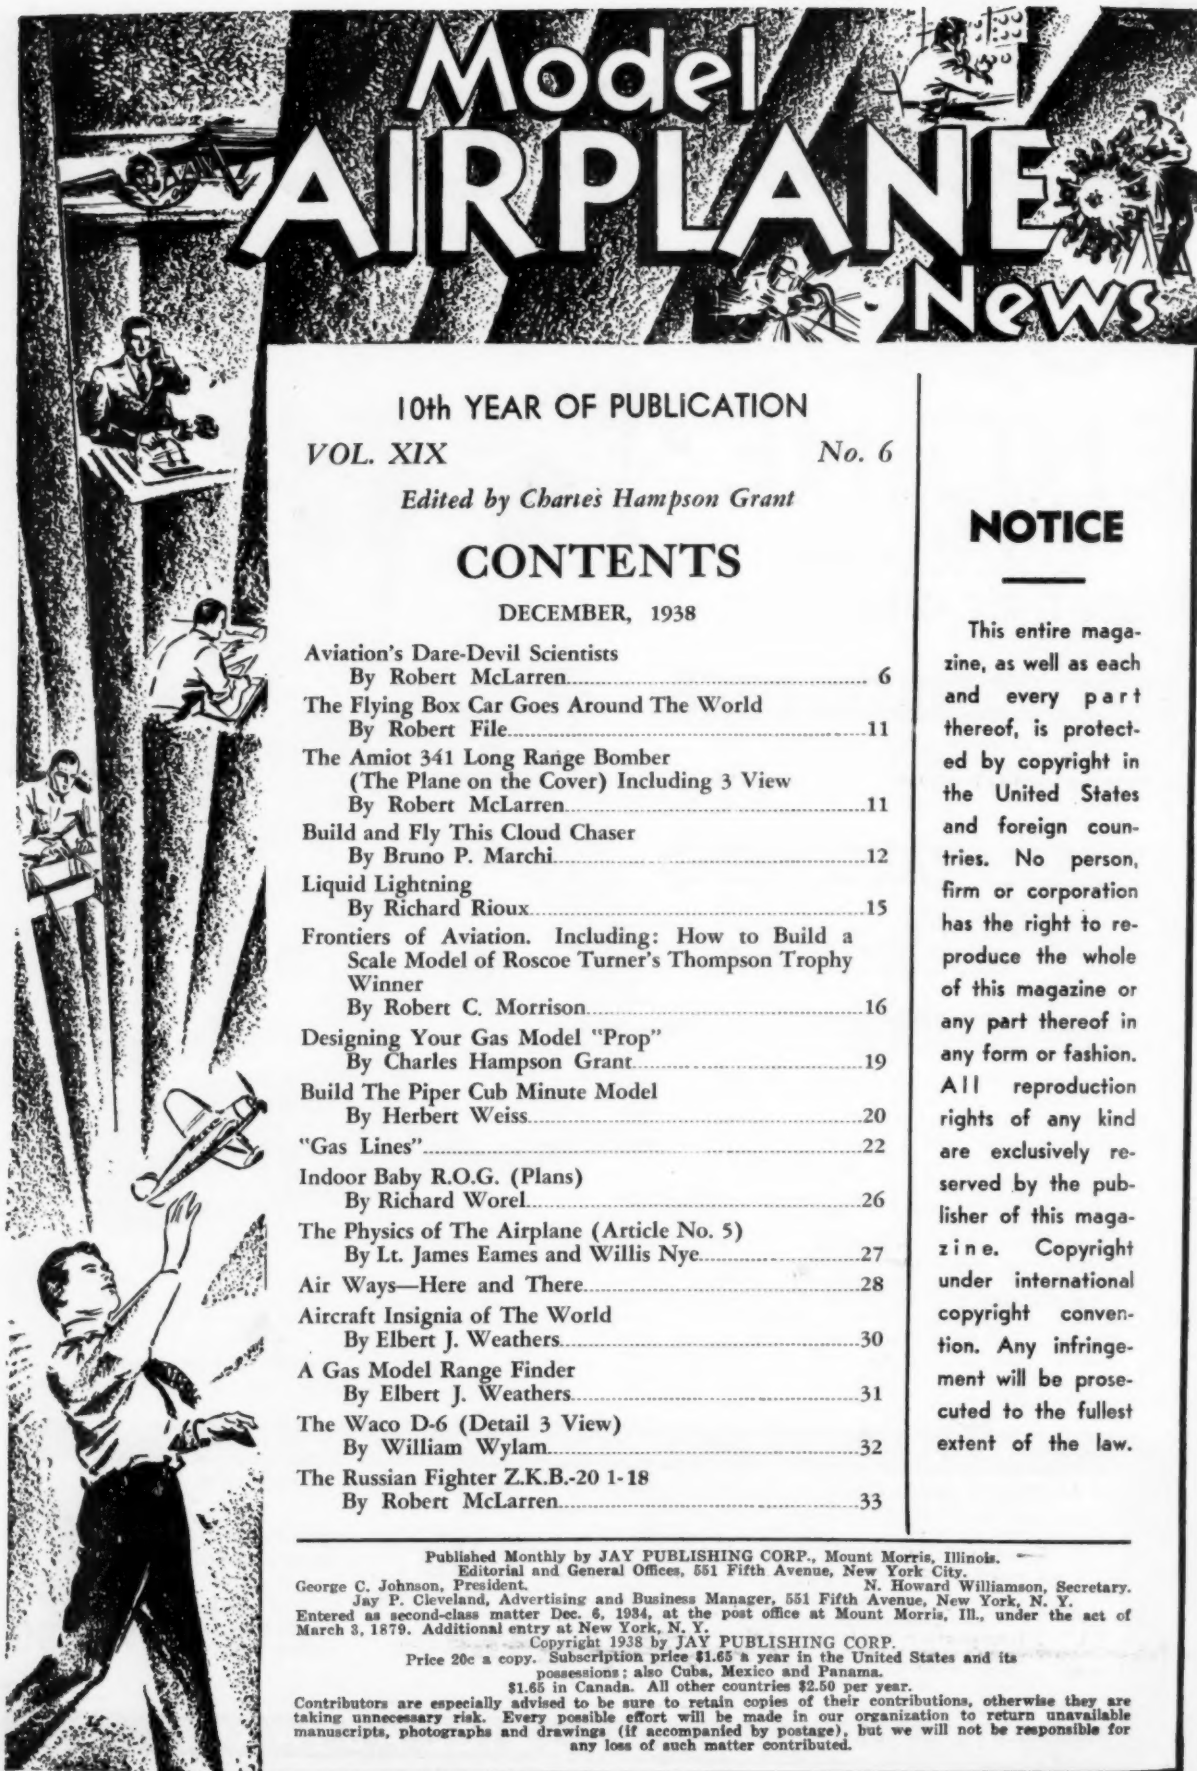 Model
AIRPLANE
News
10th YEAR OF PUBLICATION
VOL. XIX No. 6
Edited by Charles Hampson Grant
CONTENTS
DECEMBER, 1938
Aviation's Dare-Devil Scientists
By Robert McLarren 6
The Flying Box Car Goes Around The World
By Robert File 11
The Amiot 341 Long Range Bomber
(The Plane on the Cover) Including 3 View
By Robert McLarren 11
Build and Fly This Cloud Chaser
By Bruno P. Marchi 12
Liquid Lightning
By Richard Rioux 15
Frontiers of Aviation. Including: How to Build a
Scale Model of Roscoe Turner's Thompson Trophy
Winner
By Robert C. Morrison 16
Designing Your Gas Model "Prop"
By Charles Hampson Grant 19
Build The Piper Cub Minute Model
By Herbert Weiss 20
"Gas Lines" 22
Indoor Baby R.O.G. (Plans)
By Richard Worel 26
The Physics of The Airplane (Article No. 5)
By Lt. James Eames and Willis Nye 27
Air Ways—Here and There 28
Aircraft Insignia of The World
By Elbert J. Weathers 30
A Gas Model Range Finder
By Elbert J. Weathers 31
The Waco D-6 (Detail 3 View)
By William Wylam 32
The Russian Fighter Z.K.B.-20 1-18
By Robert McLarren 33
NOTICE
This entire maga-
zine, as well as each
and every part
thereof, is protect-
ed by copyright in
the United States
and foreign coun-
tries. No person,
firm or corporation
has the right to re-
produce the whole
of this magazine or
any part thereof in
any form or fashion.
All reproduction
rights of any kind
are exclusively re-
served by the pub-
lisher of this maga-
zine. Copyright
under international
copyright conven-
tion. Any infringe-
ment will be prose-
cuted to the fullest
extent of the law.
Published Monthly by JAY PUBLISHING CORP., Mount Morris, Illinois.
Editorial and General Offices, 551 Fifth Avenue, New York City.
George C. Johnson, President. N. Howard Williamson, Secretary.
Jay P. Cleveland, Advertising and Business Manager, 551 Fifth Avenue, New York, N. Y.
Entered as second-class matter Dec. 6, 1934, at the post office at Mount Morris, Ill., under the act of
March 3, 1879. Additional entry at New York, N. Y.
Copyright 1938 by JAY PUBLISHING CORP.
Price 20c a copy. Subscription price $1.65 a year in the United States and its
possessions; also Cuba, Mexico and Panama.
$1.65 in Canada. All other countries $2.50 per year.
Contributors are especially advised to be sure to retain copies of their contributions, otherwise they are
taking unnecessary risk. Every possible effort will be made in our organization to return unavailable
manuscripts, photographs and drawings (if accompanied by postage), but we will not be responsible for
any loss of such matter contributed.